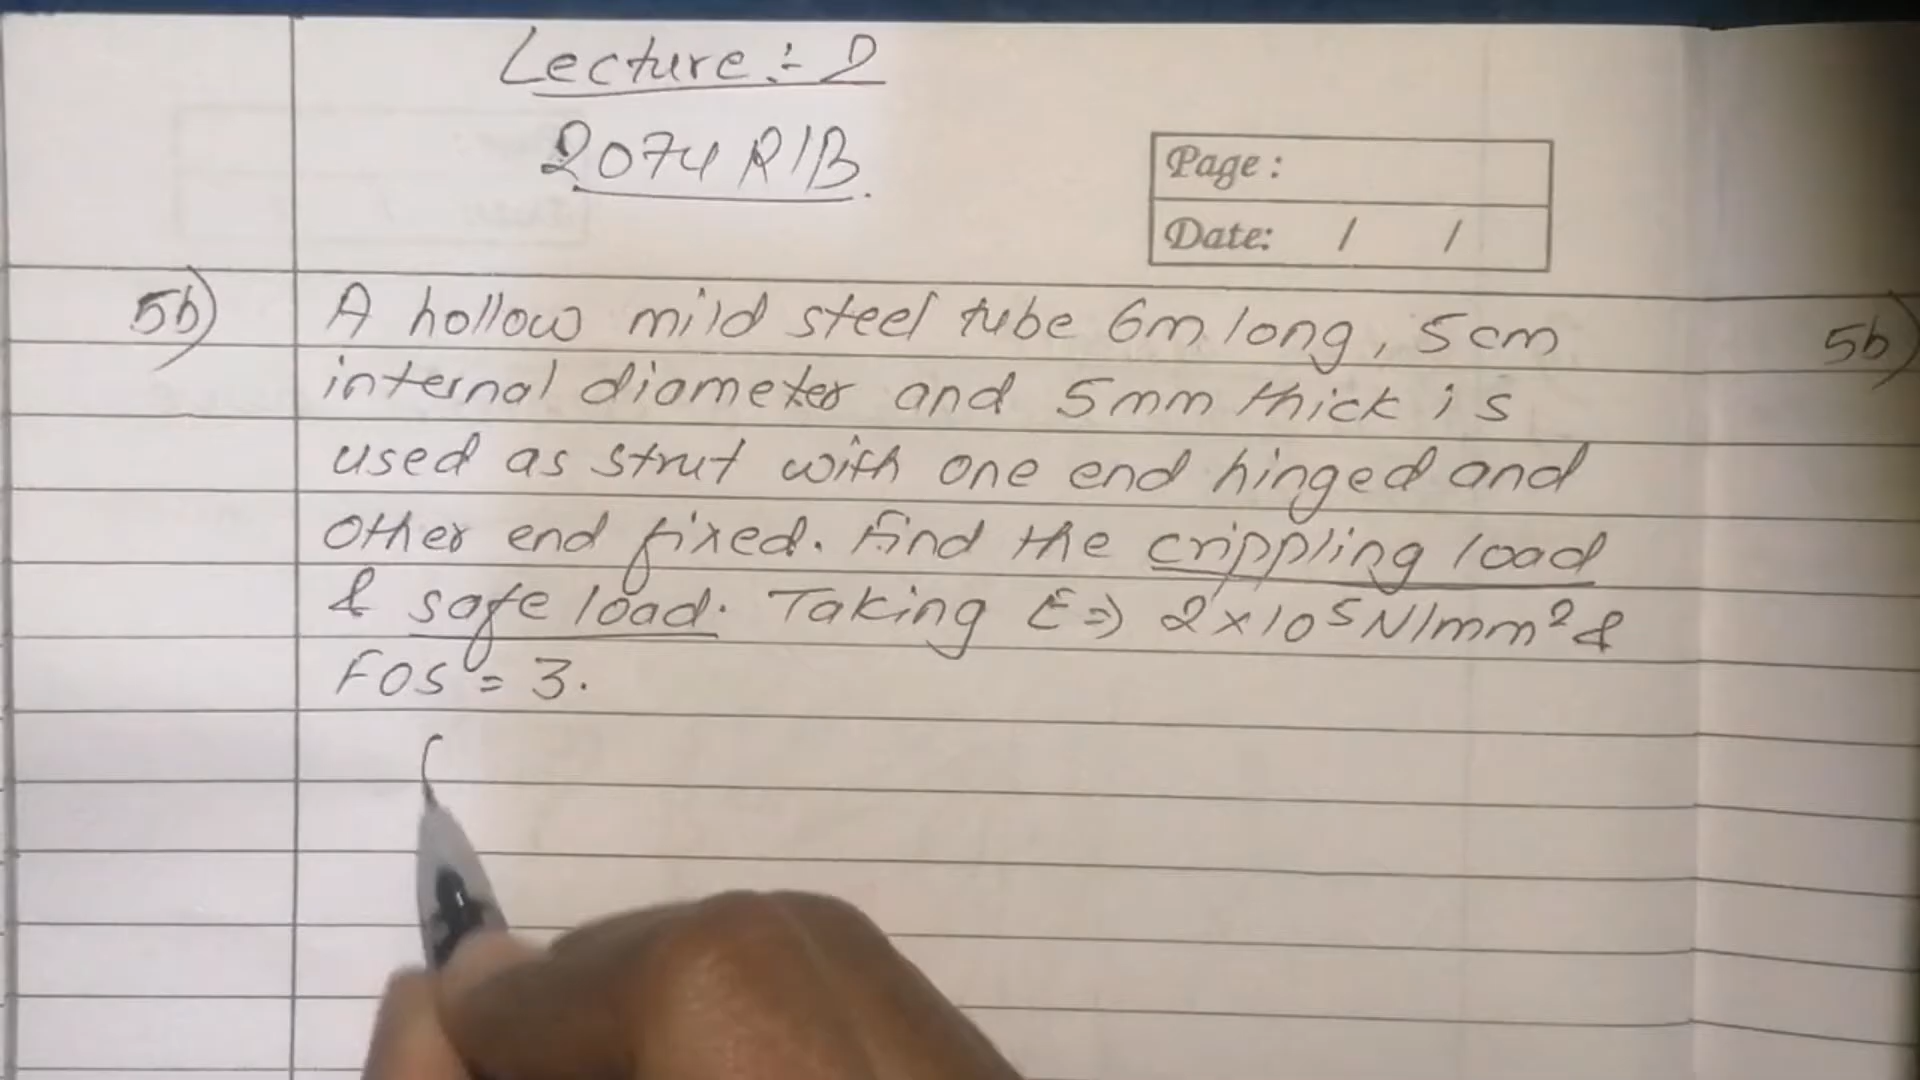 Lecture :- 2
2074 R/B.
Page :
Date: / /
5b) A hollow mild steel tube 6m long, 5cm
internal diameter and 5mm thick is
used as strut with one end hinged and
other end fixed. Find the crippling load
& safe load. Taking E => 2×10⁵ N/mm² &
FOS = 3.
5b)